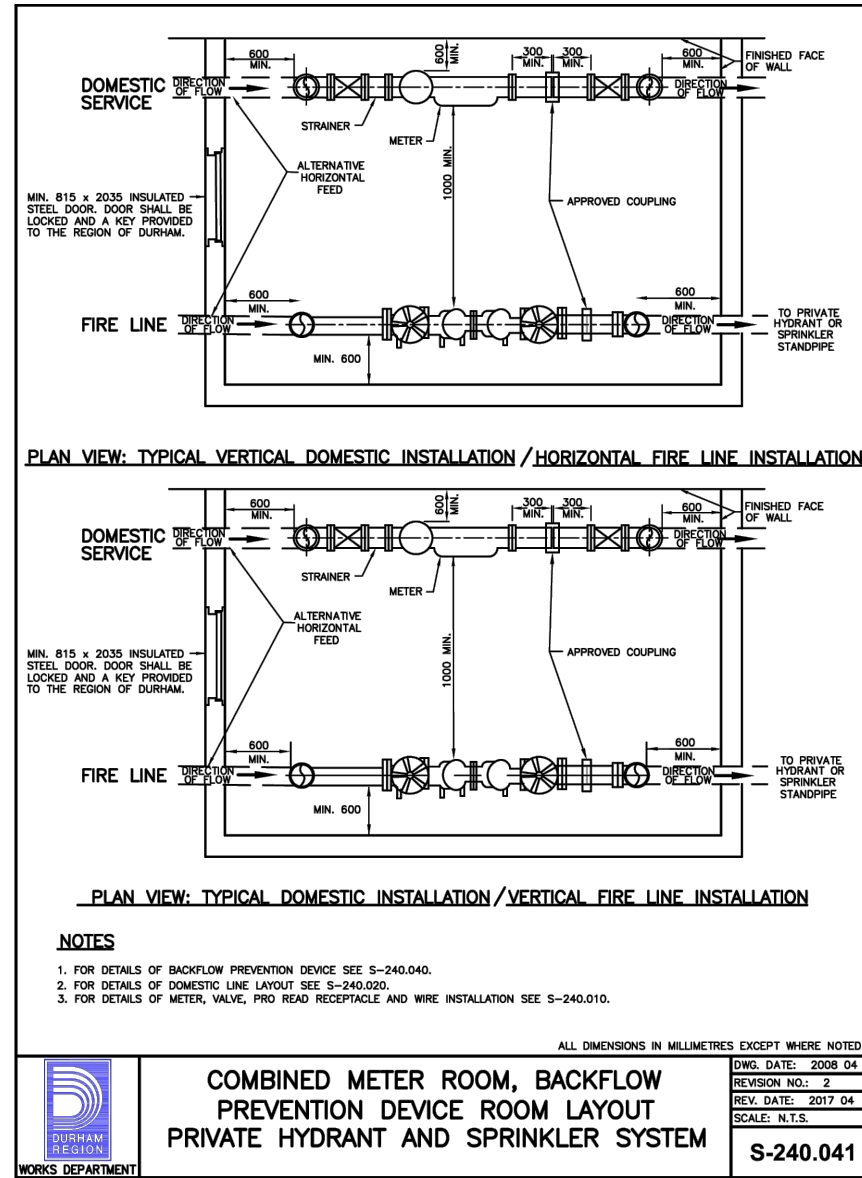 600
MIN.
600
MIN.
300
MIN.
300
MIN.
600
MIN.
FINISHED FACE
OF WALL
DOMESTIC
SERVICE
DIRECTION
OF FLOW
DIRECTION
OF FLOW
STRAINER
METER
1000 MIN.
ALTERNATIVE
HORIZONTAL
FEED
MIN. 815 x 2035 INSULATED
STEEL DOOR. DOOR SHALL BE
LOCKED AND A KEY PROVIDED
TO THE REGION OF DURHAM.
APPROVED COUPLING
600
MIN.
600
MIN.
FIRE LINE
DIRECTION
OF FLOW
DIRECTION
OF FLOW
TO PRIVATE
HYDRANT OR
SPRINKLER
STANDPIPE
MIN. 600
PLAN VIEW: TYPICAL VERTICAL DOMESTIC INSTALLATION / HORIZONTAL FIRE LINE INSTALLATION
600
MIN.
600
MIN.
300
MIN.
300
MIN.
600
MIN.
FINISHED FACE
OF WALL
DOMESTIC
SERVICE
DIRECTION
OF FLOW
DIRECTION
OF FLOW
STRAINER
METER
1000 MIN.
ALTERNATIVE
HORIZONTAL
FEED
MIN. 815 x 2035 INSULATED
STEEL DOOR. DOOR SHALL BE
LOCKED AND A KEY PROVIDED
TO THE REGION OF DURHAM.
APPROVED COUPLING
600
MIN.
600
MIN.
FIRE LINE
DIRECTION
OF FLOW
DIRECTION
OF FLOW
TO PRIVATE
HYDRANT OR
SPRINKLER
STANDPIPE
MIN. 600
PLAN VIEW: TYPICAL DOMESTIC INSTALLATION / VERTICAL FIRE LINE INSTALLATION
NOTES
1. FOR DETAILS OF BACKFLOW PREVENTION DEVICE SEE S-240.040.
2. FOR DETAILS OF DOMESTIC LINE LAYOUT SEE S-240.020.
3. FOR DETAILS OF METER, VALVE, PRO READ RECEPTACLE AND WIRE INSTALLATION SEE S-240.010.
ALL DIMENSIONS IN MILLIMETRES EXCEPT WHERE NOTED
DURHAM
REGION
WORKS DEPARTMENT
COMBINED METER ROOM, BACKFLOW
PREVENTION DEVICE ROOM LAYOUT
PRIVATE HYDRANT AND SPRINKLER SYSTEM
DWG. DATE: 2008 04
REVISION NO.: 2
REV. DATE: 2017 04
SCALE: N.T.S.
S-240.041